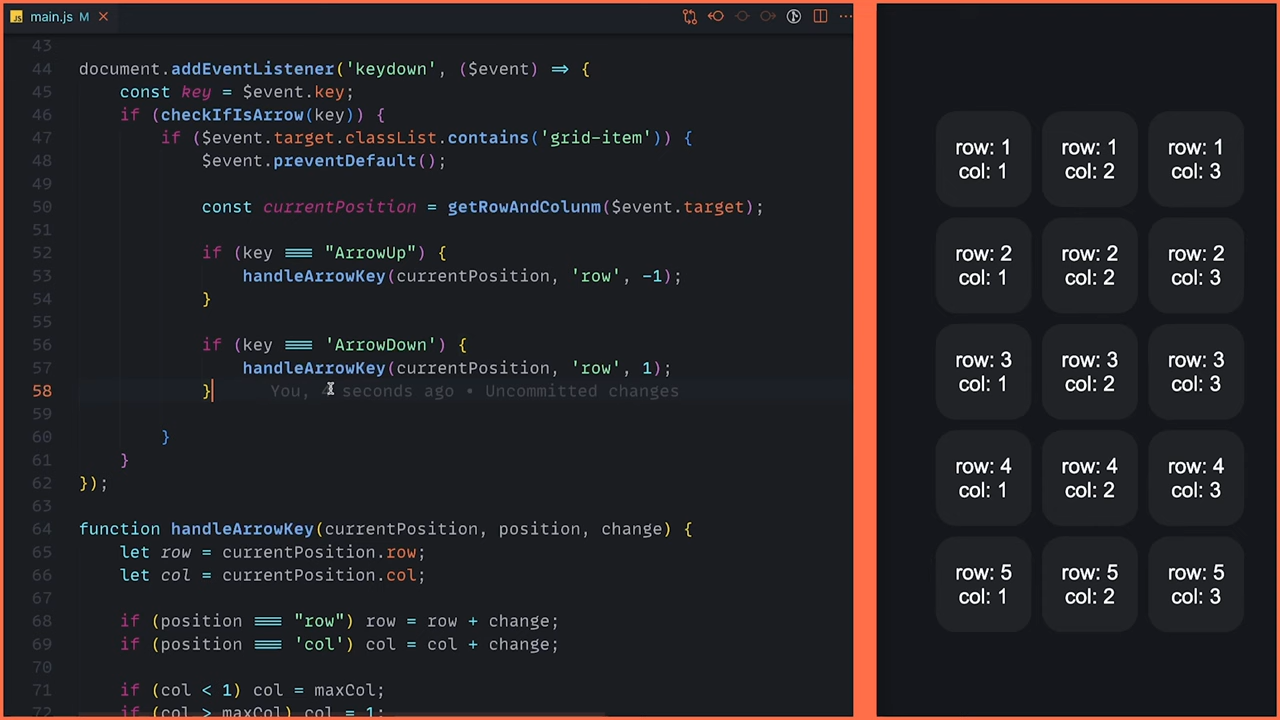 main.js M
43
44 document.addEventListener('keydown', ($event) => {
45 const key = $event.key;
46 if (checkIfIsArrow(key)) {
47 if ($event.target.classList.contains('grid-item')) {
48 $event.preventDefault();
49
50 const currentPosition = getRowAndColunm($event.target);
51
52 if (key === "ArrowUp") {
53 handleArrowKey(currentPosition, 'row', -1);
54 }
55
56 if (key === 'ArrowDown') {
57 handleArrowKey(currentPosition, 'row', 1);
58 } You, seconds ago • Uncommitted changes
59
60 }
61 }
62 });
63
64 function handleArrowKey(currentPosition, position, change) {
65 let row = currentPosition.row;
66 let col = currentPosition.col;
67
68 if (position === "row") row = row + change;
69 if (position === 'col') col = col + change;
70
71 if (col < 1) col = maxCol;
72 if (col > maxCol) col = 1;
row: 1
col: 1
row: 1
col: 2
row: 1
col: 3
row: 2
col: 1
row: 2
col: 2
row: 2
col: 3
row: 3
col: 1
row: 3
col: 2
row: 3
col: 3
row: 4
col: 1
row: 4
col: 2
row: 4
col: 3
row: 5
col: 1
row: 5
col: 2
row: 5
col: 3